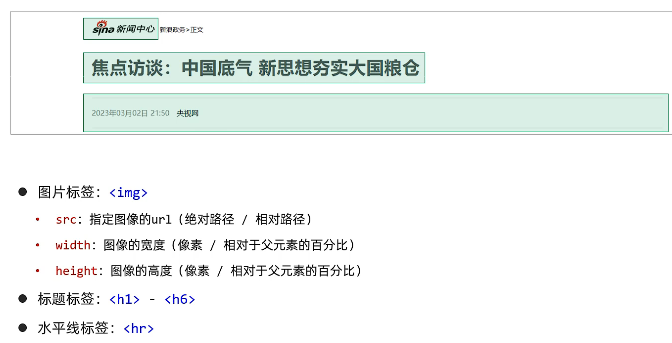 sina 新闻中心 新浪政务>正文
焦点访谈：中国底气 新思想夯实大国粮仓
2023年03月02日 21:50 央视网
● 图片标签：<img>
• src：指定图像的url（绝对路径 / 相对路径）
• width：图像的宽度（像素 / 相对于父元素的百分比）
• height：图像的高度（像素 / 相对于父元素的百分比）
● 标题标签：<h1> - <h6>
● 水平线标签：<hr>